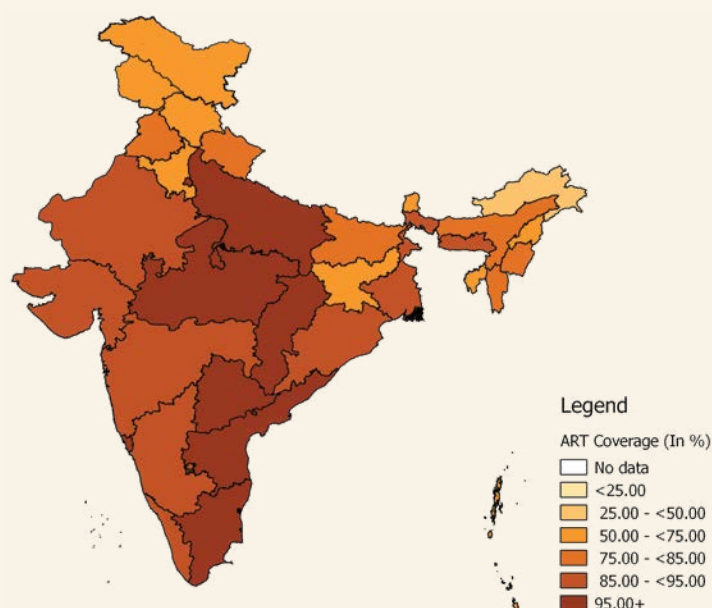 Legend
ART Coverage (In %)
No data
<25.00
25.00 - <50.00
50.00 - <75.00
75.00 - <85.00
85.00 - <95.00
95.00+